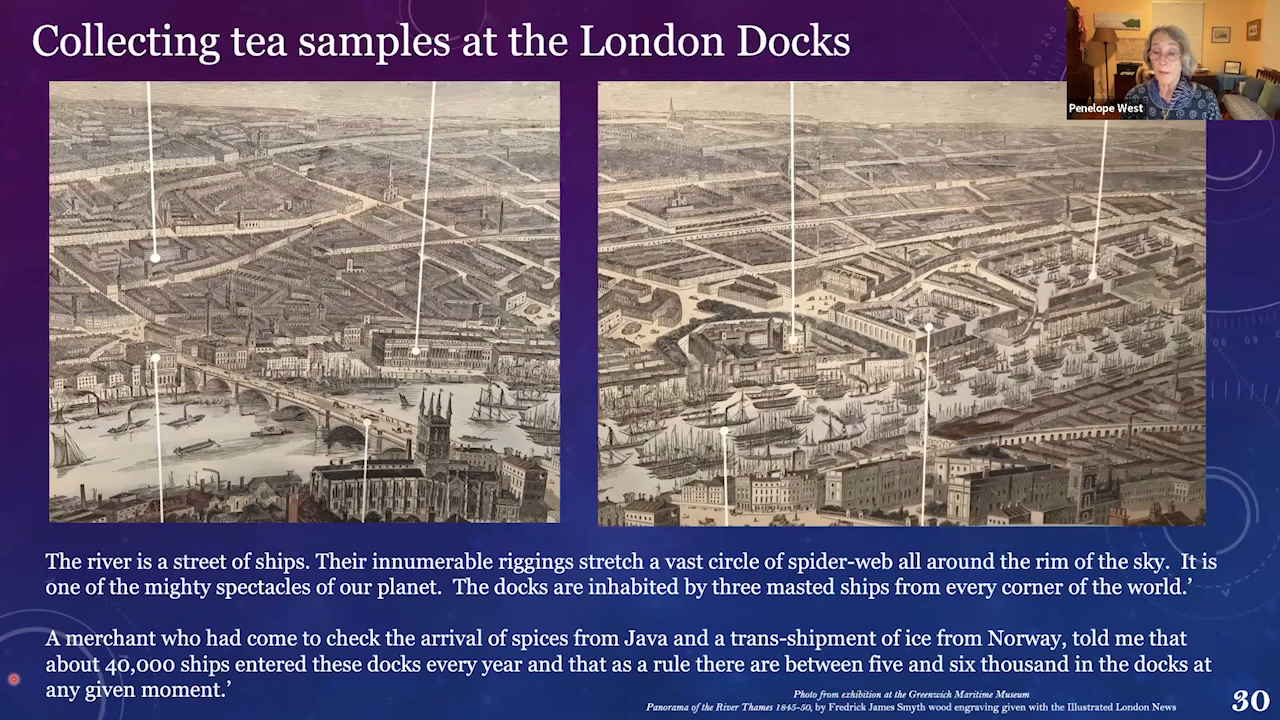 Collecting tea samples at the London Docks
Penelope West
The river is a street of ships. Their innumerable riggings stretch a vast circle of spider-web all around the rim of the sky.  It is
one of the mighty spectacles of our planet.  The docks are inhabited by three masted ships from every corner of the world.’
A merchant who had come to check the arrival of spices from Java and a trans-shipment of ice from Norway, told me that
about 40,000 ships entered these docks every year and that as a rule there are between five and six thousand in the docks at
any given moment.’
Photo from exhibition at the Greenwich Maritime Museum
Panorama of the River Thames 1845-50, by Fredrick James Smyth wood engraving given with the Illustrated London News
30